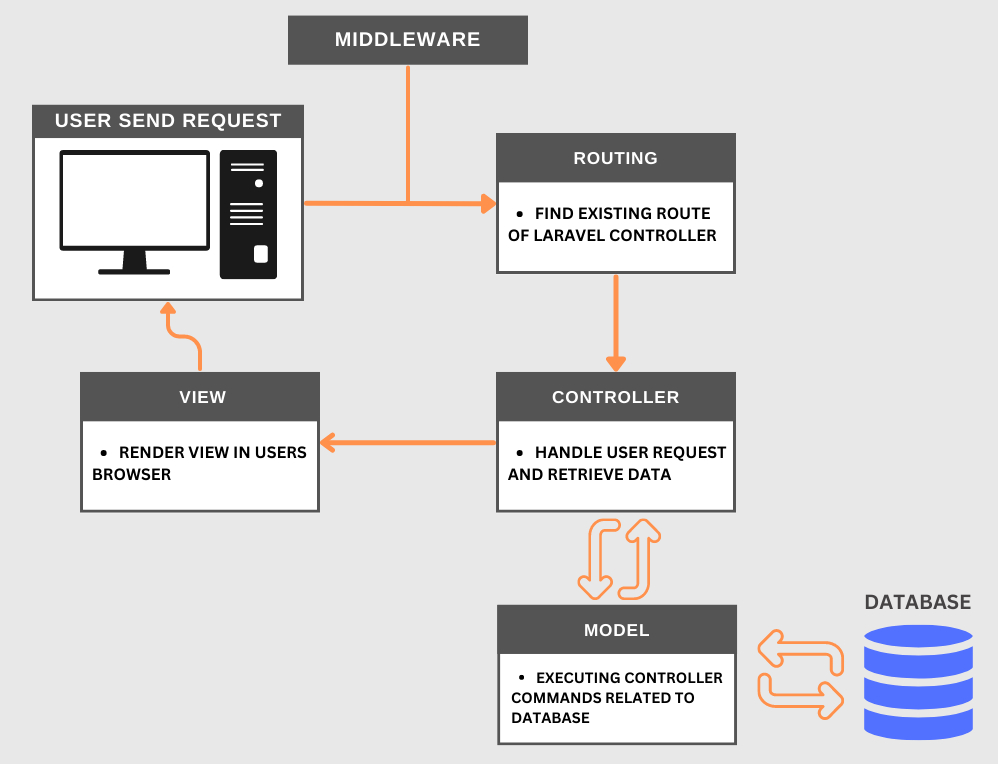 MIDDLEWARE
USER SEND REQUEST
ROUTING
• FIND EXISTING ROUTE
OF LARAVEL CONTROLLER
VIEW
• RENDER VIEW IN USERS
BROWSER
CONTROLLER
• HANDLE USER REQUEST
AND RETRIEVE DATA
MODEL
• EXECUTING CONTROLLER
COMMANDS RELATED TO
DATABASE
DATABASE